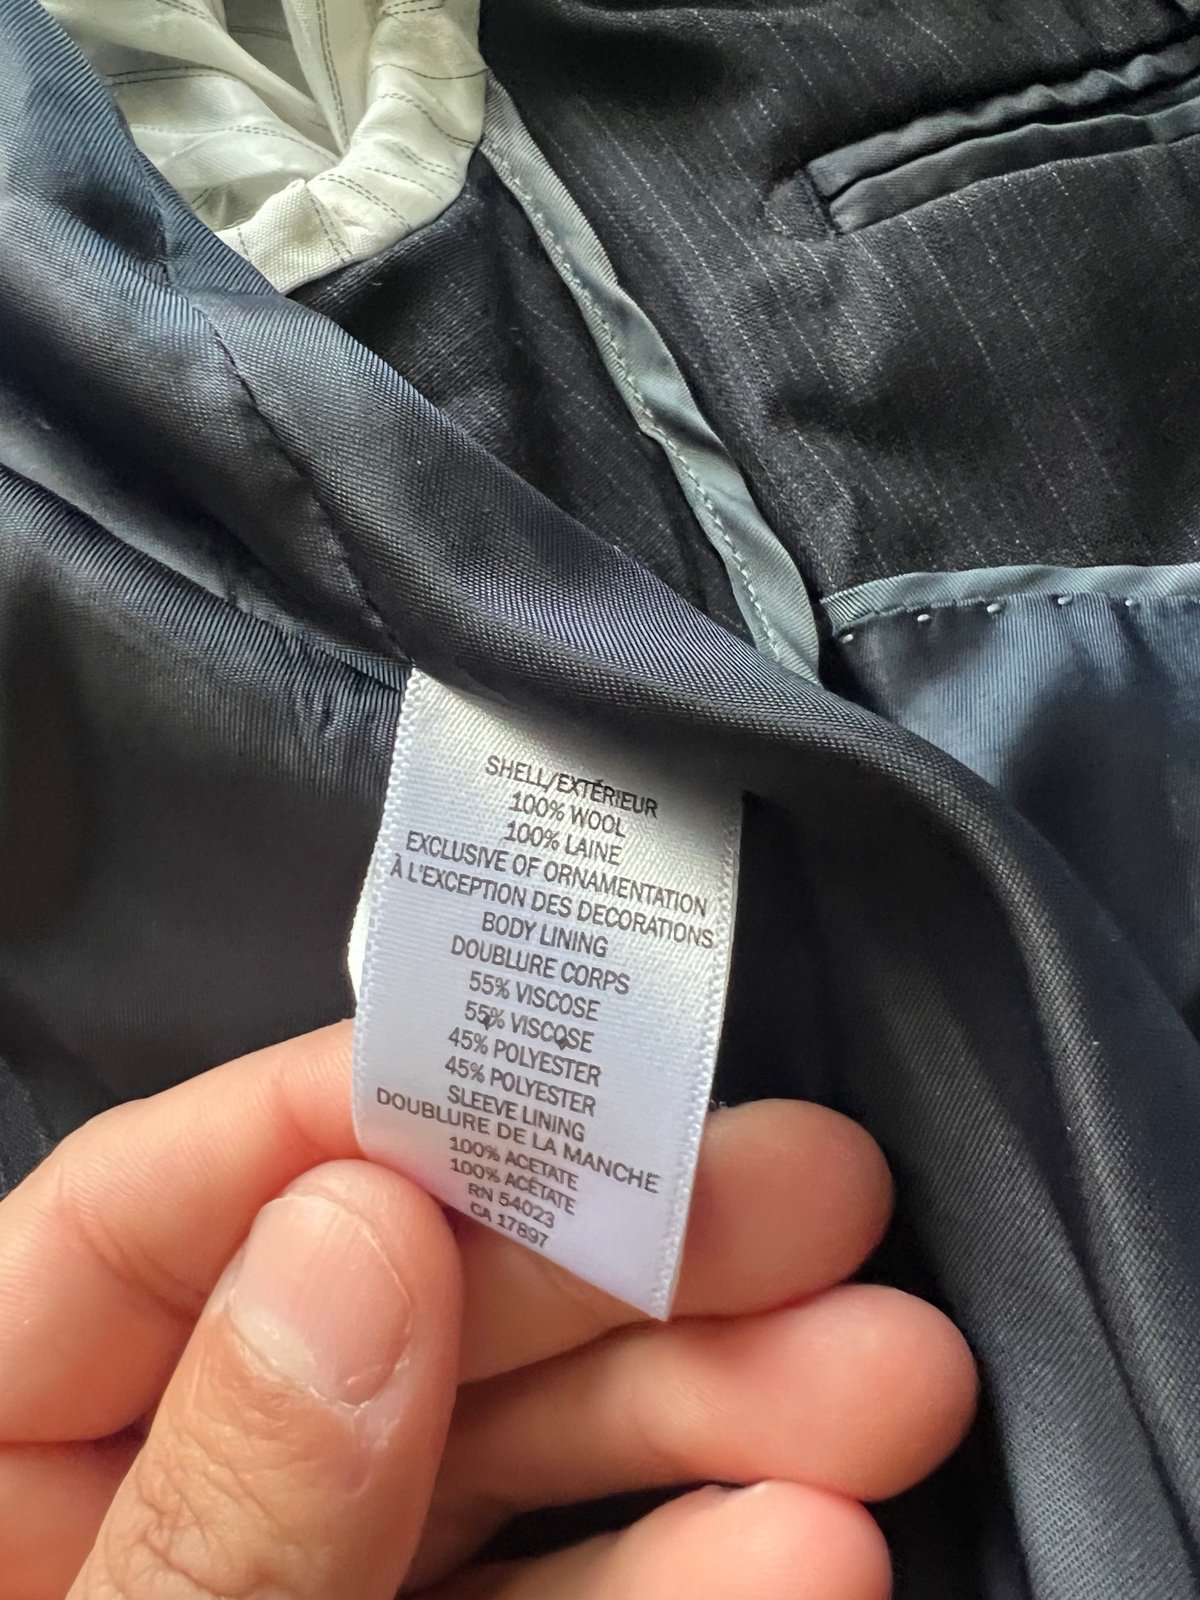 SHELL/EXTÉRIEUR
100% WOOL
100% LAINE
EXCLUSIVE OF ORNAMENTATION
À L'EXCEPTION DES DECORATIONS
BODY LINING
DOUBLURE CORPS
55% VISCOSE
55% VISCOSE
45% POLYESTER
45% POLYESTER
SLEEVE LINING
DOUBLURE DE LA MANCHE
100% ACETATE
100% ACÉTATE
RN 54023
CA 17897